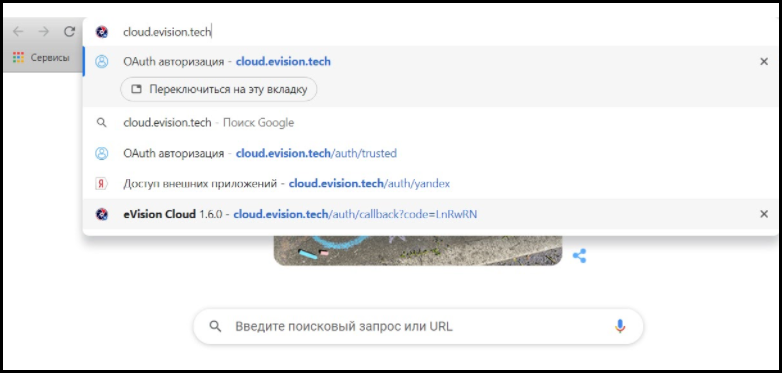 cloud.evision.tech
Сервисы
OAuth авторизация - cloud.evision.tech
Переключиться на эту вкладку
cloud.evision.tech - Поиск Google
OAuth авторизация - cloud.evision.tech/auth/trusted
Доступ внешних приложений - cloud.evision.tech/auth/yandex
eVision Cloud 1.6.0 - cloud.evision.tech/auth/callback?code=LnRwRN
Введите поисковый запрос или URL